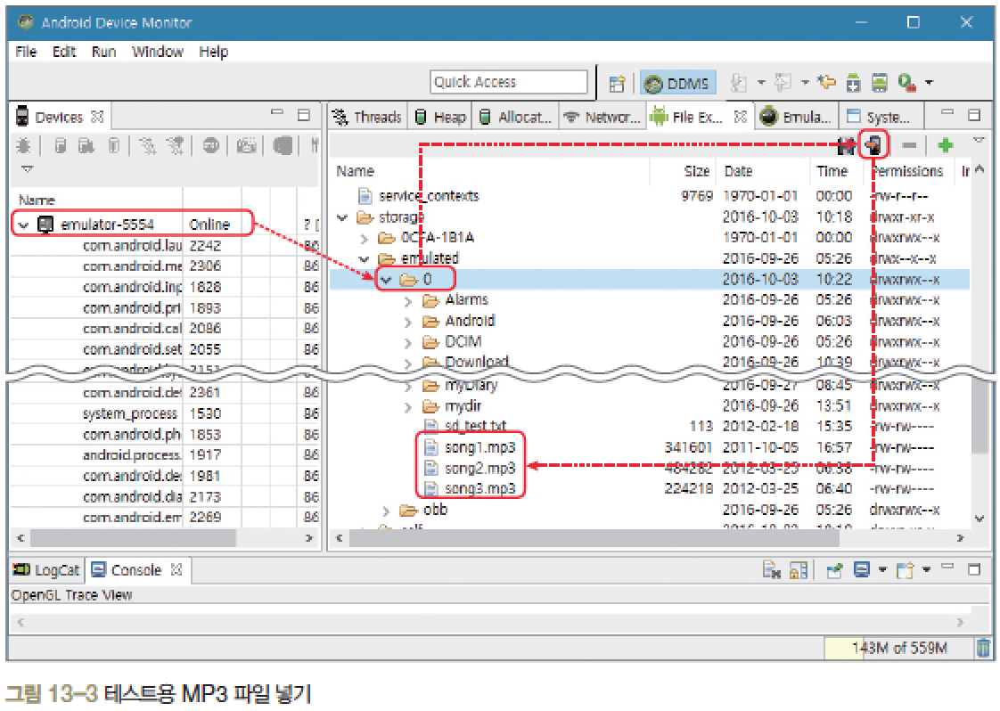 Android Device Monitor
File Edit Run Window Help
Quick Access
DDMS
Devices
Threads Heap Allocat... Networ... File Ex... Emula... Syste...
Name
emulator-5554 Online ?
com.android.lau 2242 86
com.android.me 2306 86
com.android.inp 1828 86
com.android.pri 1893 86
com.android.cal 2086 86
com.android.set 2055 86
com.android.de 2361 86
system_process 1530 86
com.android.ph 1853 86
android.process. 1917 86
com.android.de 1981 86
com.android.dia 2173 86
com.android.em 2269 86
Name Size Date Time Permissions
service_contexts 9769 1970-01-01 00:00 -rw-r--r--
storage 2016-10-03 10:18 drwxr-xr-x
0CFA-1B1A 1970-01-01 00:00 drwxrwx--x
emulated 2016-09-26 05:26 drwx--x--x
0 2016-10-03 10:22 drwxrwx--x
Alarms 2016-09-26 05:26 drwxrwx--x
Android 2016-09-26 06:03 drwxrwx--x
DCIM 2016-09-26 05:26 drwxrwx--x
Download 2016-09-26 10:39 drwxrwx--x
myDiary 2016-09-27 08:45 drwxrwx--x
mydir 2016-09-26 13:51 drwxrwx--x
sd_test.txt 113 2012-02-18 15:35 -rw-rw----
song1.mp3 341601 2011-10-05 16:57 -rw-rw----
song2.mp3 -rw-rw----
song3.mp3 224218 2012-03-25 06:40 -rw-rw----
obb 2016-09-26 05:26 drwxrwx--x
LogCat Console
OpenGL Trace View
143M of 559M
그림 13-3 테스트용 MP3 파일 넣기